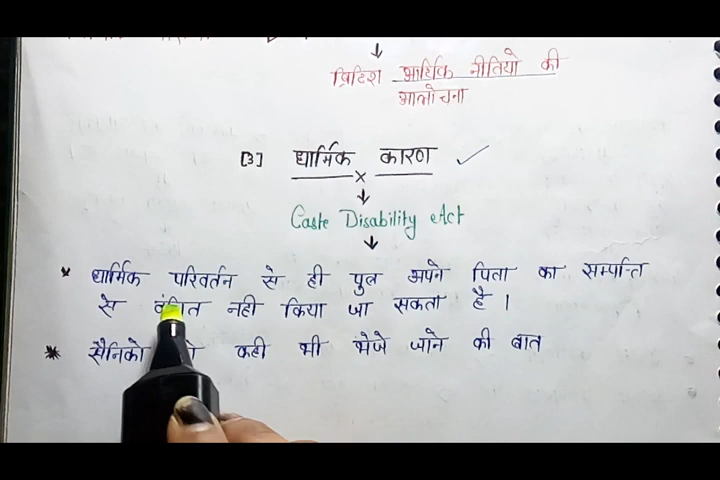 ब्रिटिश आर्थिक नीतियो की
आलोचना
[3] धार्मिक कारण
Caste Disability Act
* धार्मिक परिवर्तन से ही पुत्र अपने पिता का सम्पत्ति
से वंचित नही किया जा सकता है ।
* सैनिको कही भी भेजे जाने की बात